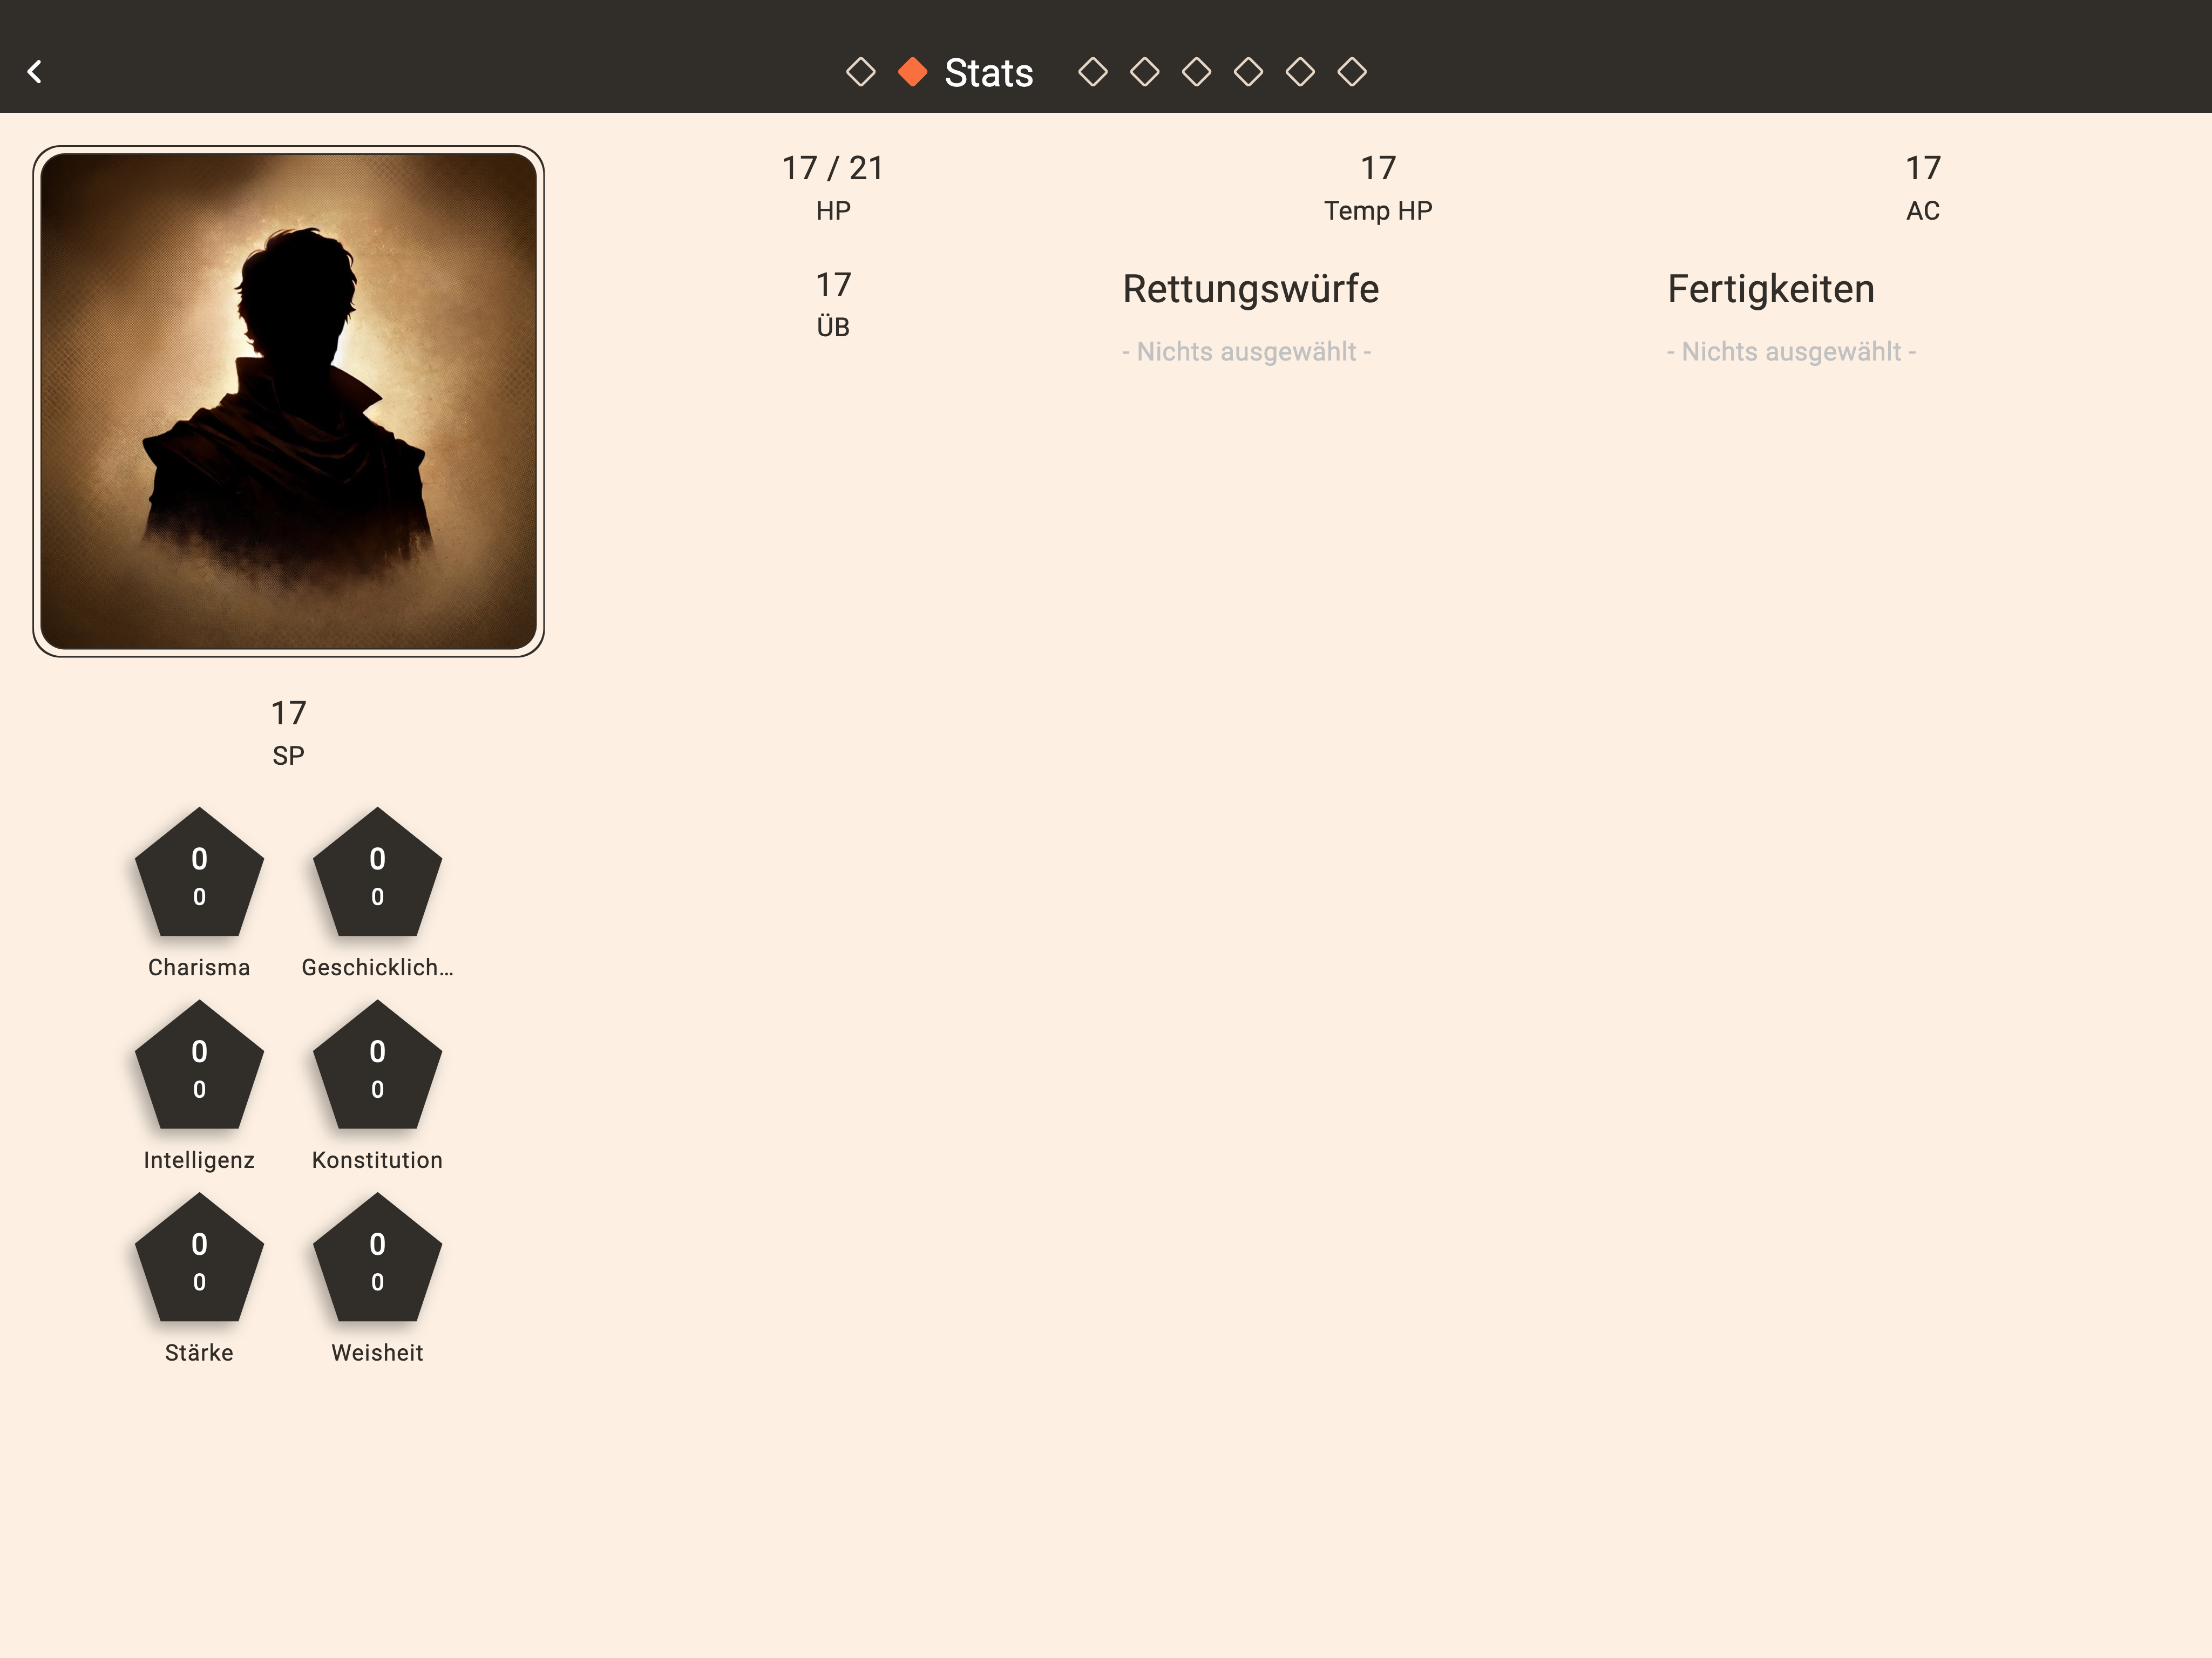 Stats
17 / 21
HP
17
Temp HP
17
AC
17
ÜB
Rettungswürfe
- Nichts ausgewählt -
Fertigkeiten
- Nichts ausgewählt -
17
SP
0
0
Charisma
0
0
Geschicklich...
0
0
Intelligenz
0
0
Konstitution
0
0
Stärke
0
0
Weisheit